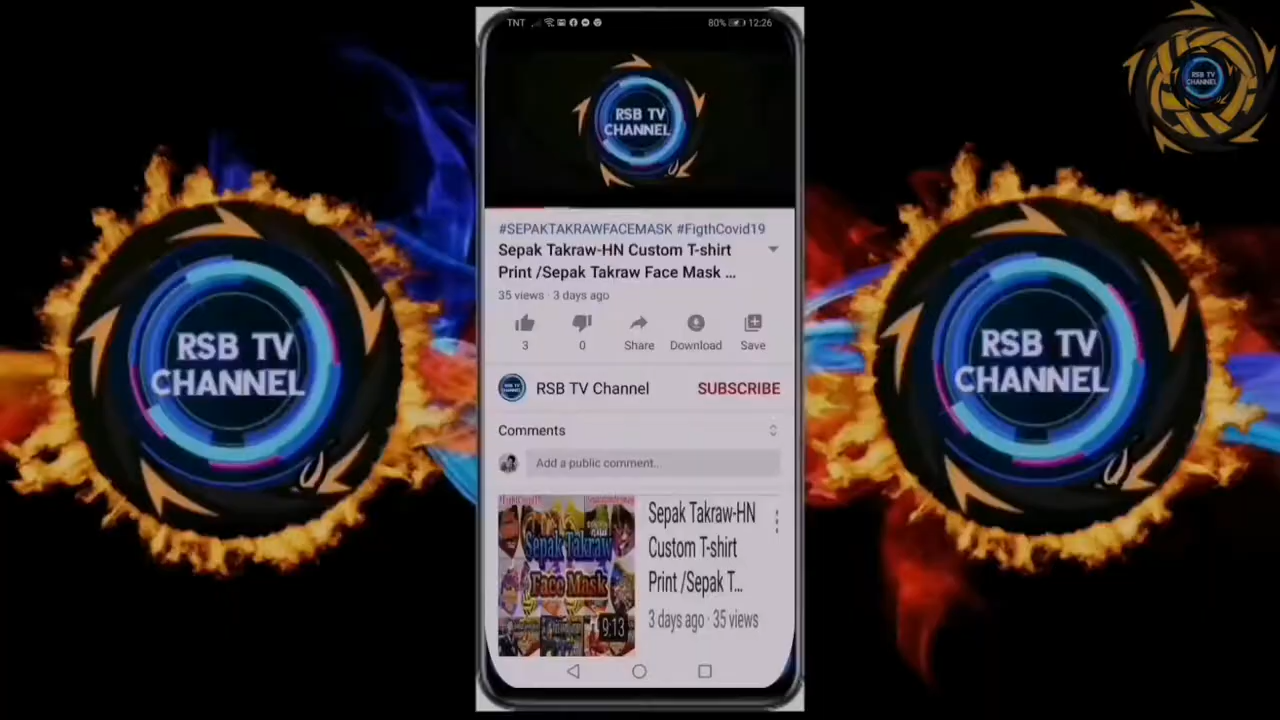 TNT
80%
12:26
RSB TV
CHANNEL
RSB TV
CHANNEL
#SEPAKTAKRAWFACEMASK #FigthCovid19
Sepak Takraw-HN Custom T-shirt
Print /Sepak Takraw Face Mask ...
35 views · 3 days ago
3
0
Share
Download
Save
RSB TV Channel
SUBSCRIBE
Comments
Add a public comment...
Sepak Takraw
Face Mask
9:13
Sepak Takraw-HN
Custom T-shirt
Print /Sepak T...
3 days ago · 35 views
RSB TV
CHANNEL
RSB TV
CHANNEL